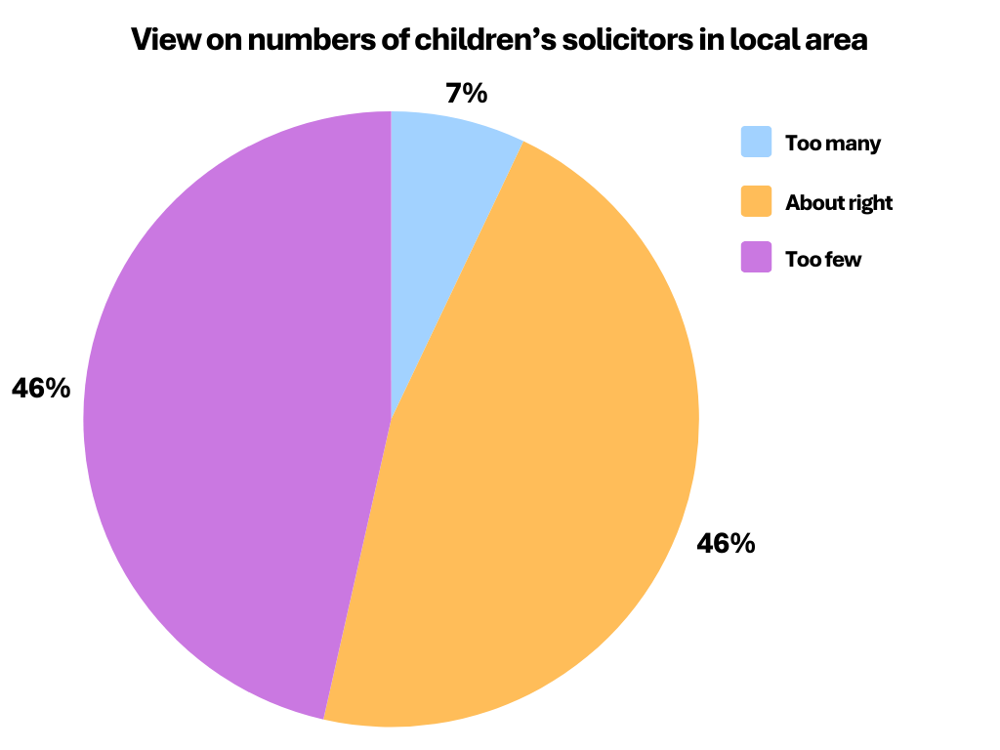 View on numbers of children’s solicitors in local area
7%
Too many
About right
Too few
46%
46%